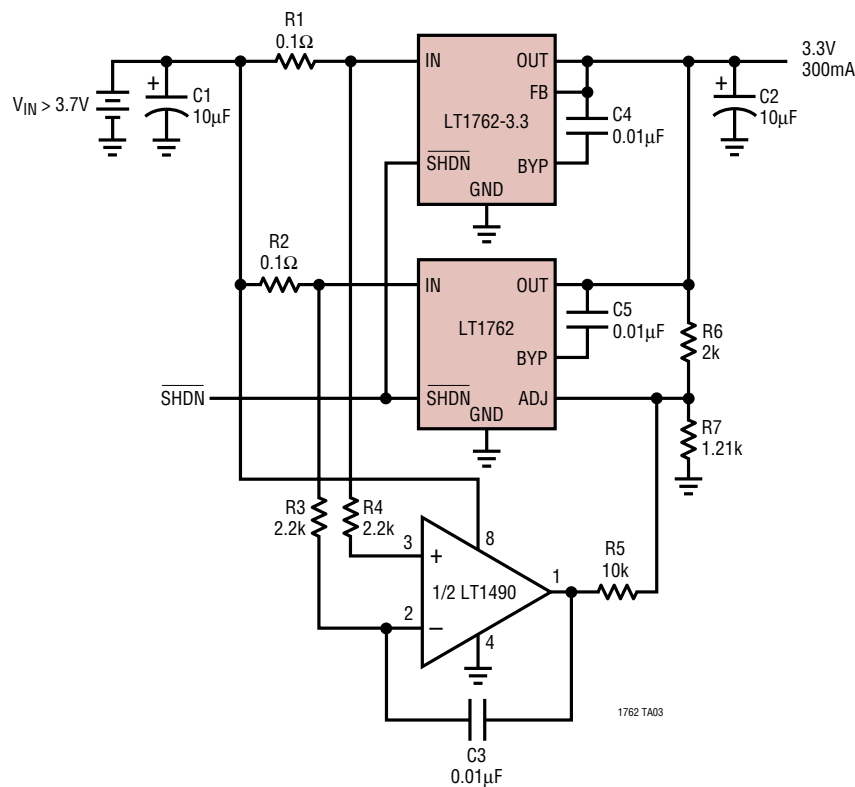 R1
0.1Ω
3.3V
300mA
IN
OUT
FB
LT1762-3.3
SHDN
BYP
GND
VIN > 3.7V
+
C1
10µF
C4
0.01µF
+
C2
10µF
R2
0.1Ω
IN
OUT
LT1762
BYP
SHDN
ADJ
GND
C5
0.01µF
R6
2k
SHDN
R7
1.21k
R3
2.2k
R4
2.2k
3
+
8
1/2 LT1490
1
2
–
4
R5
10k
C3
0.01µF
1762 TA03